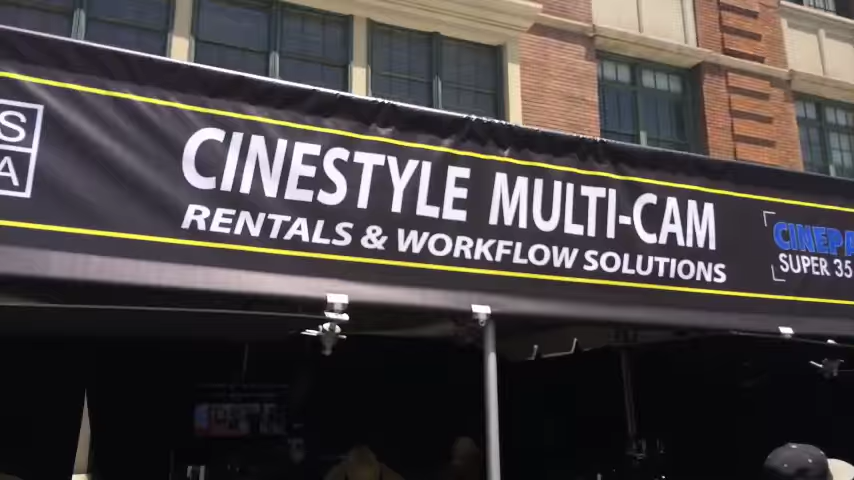 S
A
CINESTYLE MULTI-CAM
RENTALS & WORKFLOW SOLUTIONS
SUPER 35